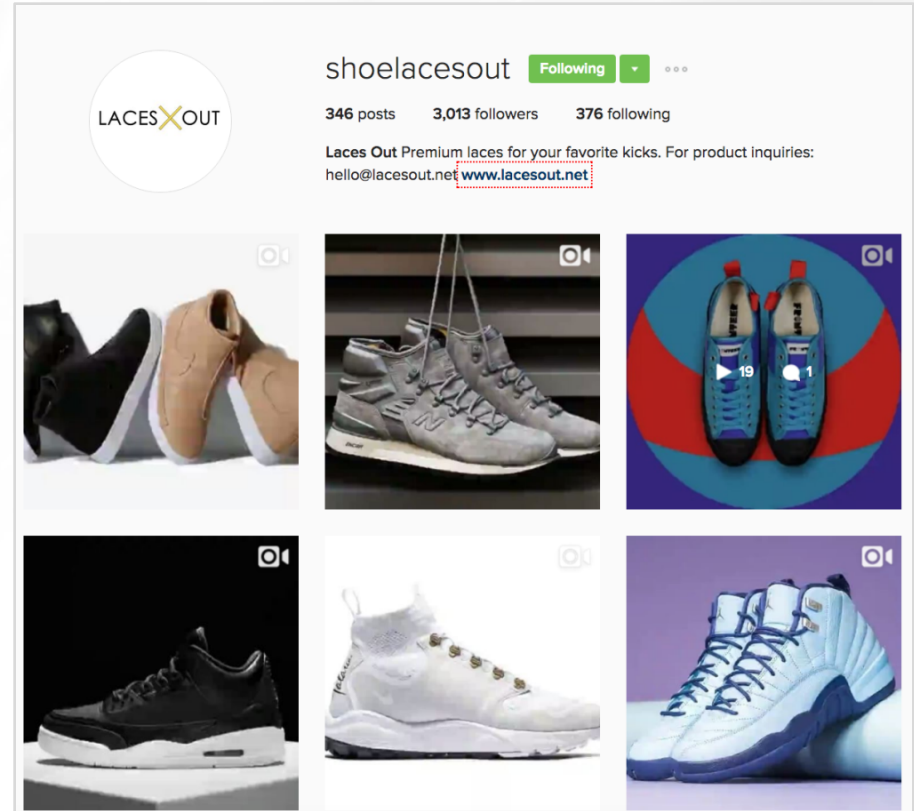 shoelacesout Following
346 posts 3,013 followers 376 following
LACES X OUT
Laces Out Premium laces for your favorite kicks. For product inquiries:
hello@lacesout.net www.lacesout.net
19 1